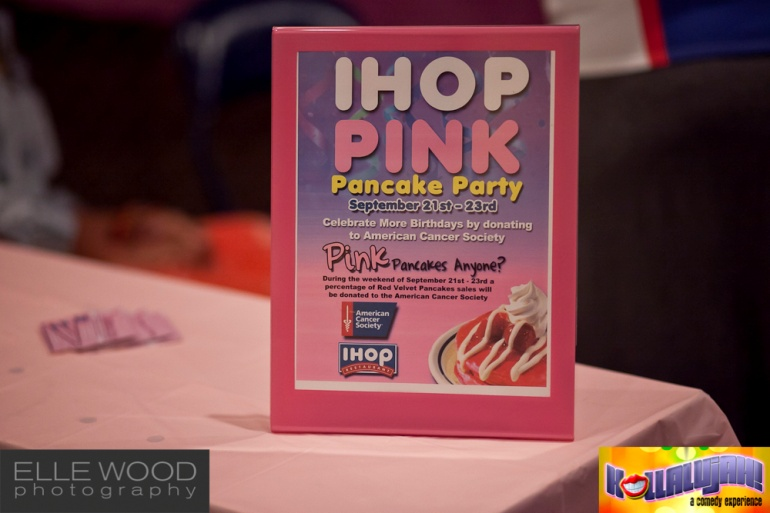 IHOP
PINK
Pancake Party
September 21st - 23rd
Celebrate More Birthdays by donating
to American Cancer Society
Pink Pancakes Anyone?
During the weekend of September 21st - 23rd a
percentage of Red Velvet Pancakes sales will
be donated to the American Cancer Society
American
Cancer
Society
IHOP
RESTAURANT
ELLE WOOD
photography
Hollalujah!
a comedy experience